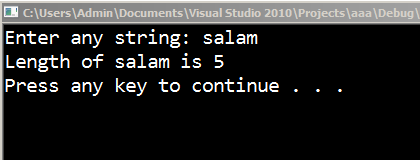 C:\Users\Admin\Documents\Visual Studio 2010\Projects\aaa\Debug\
Enter any string: salam
Length of salam is 5
Press any key to continue . . .